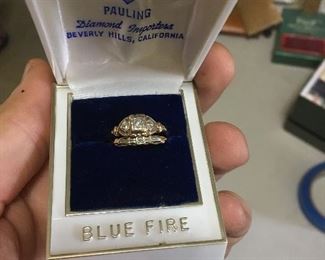 PAULING
Diamond Importers
BEVERLY HILLS, CALIFORNIA
BLUE FIRE